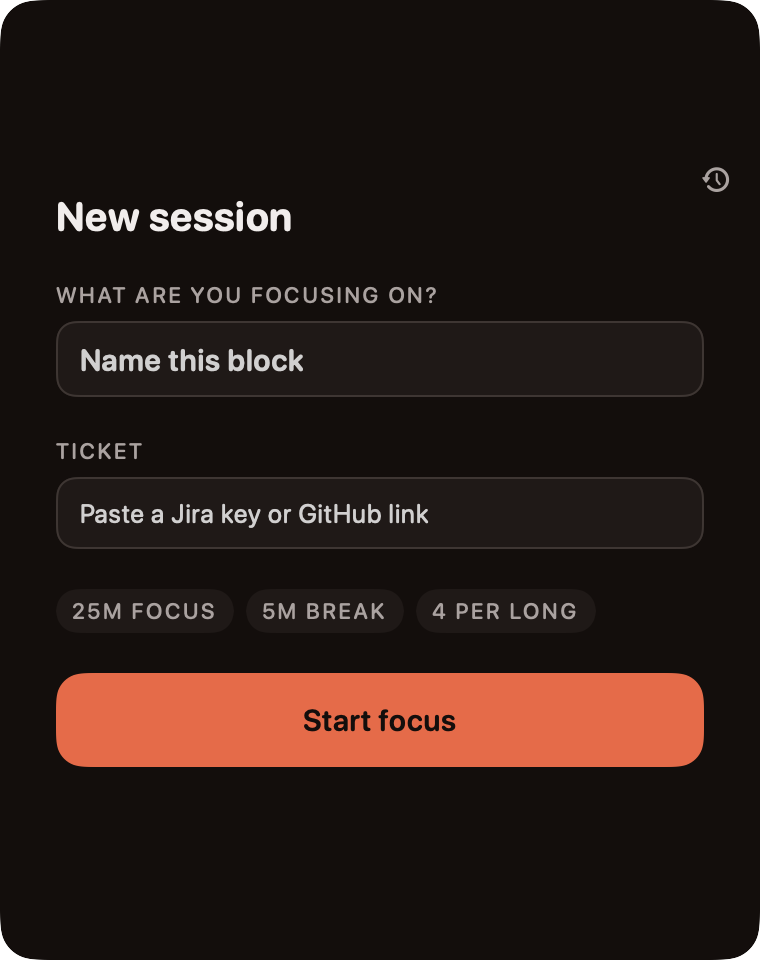 New session
WHAT ARE YOU FOCUSING ON?
Name this block
TICKET
Paste a Jira key or GitHub link
25M FOCUS 5M BREAK 4 PER LONG
Start focus